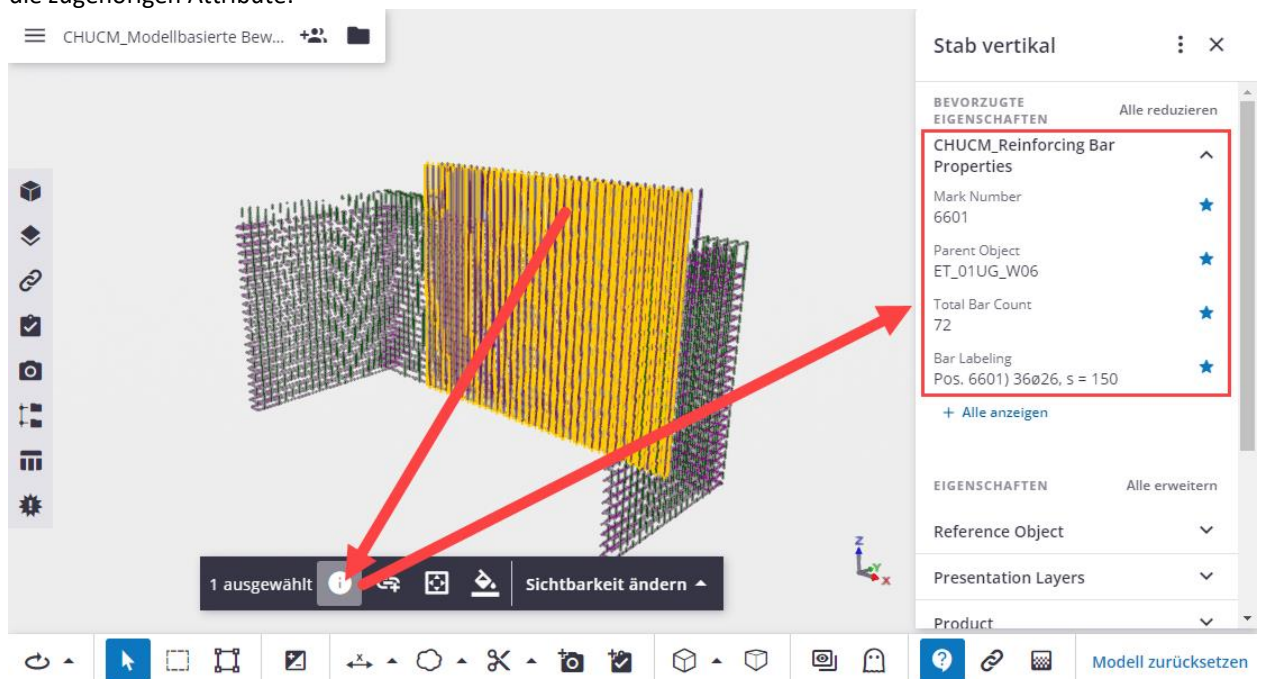 die zugehörigen Attribute.
CHUCM_Modellbasierte Bew...
Stab vertikal
BEVORZUGTE
EIGENSCHAFTEN
Alle reduzieren
CHUCM_Reinforcing Bar
Properties
Mark Number
6601
Parent Object
ET_01UG_W06
Total Bar Count
72
Bar Labeling
Pos. 6601) 36ø26, s = 150
+ Alle anzeigen
EIGENSCHAFTEN
Alle erweitern
Reference Object
Presentation Layers
Product
z
Y
x
1 ausgewählt
Sichtbarkeit ändern
x
Modell zurücksetzen